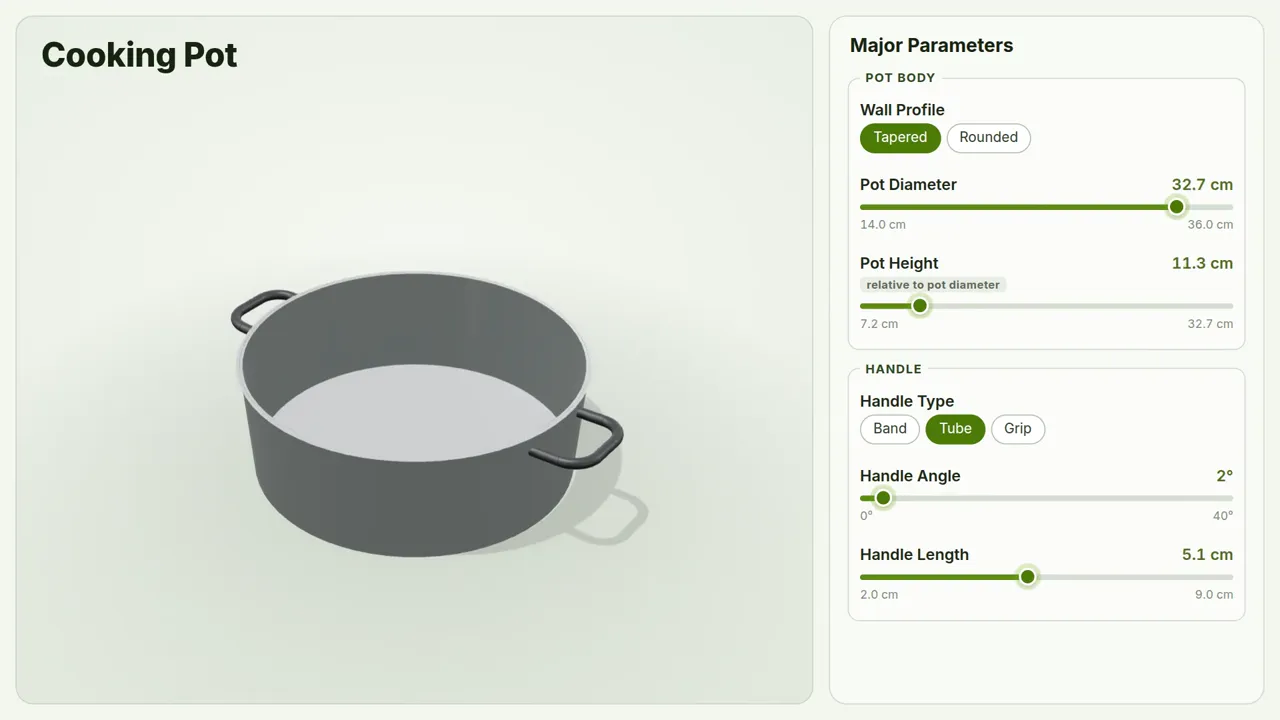 Cooking Pot
Major Parameters
POT BODY
Wall Profile
Tapered Rounded
Pot Diameter 32.7 cm
14.0 cm 36.0 cm
Pot Height 11.3 cm
relative to pot diameter
7.2 cm 32.7 cm
HANDLE
Handle Type
Band Tube Grip
Handle Angle 2°
0° 40°
Handle Length 5.1 cm
2.0 cm 9.0 cm